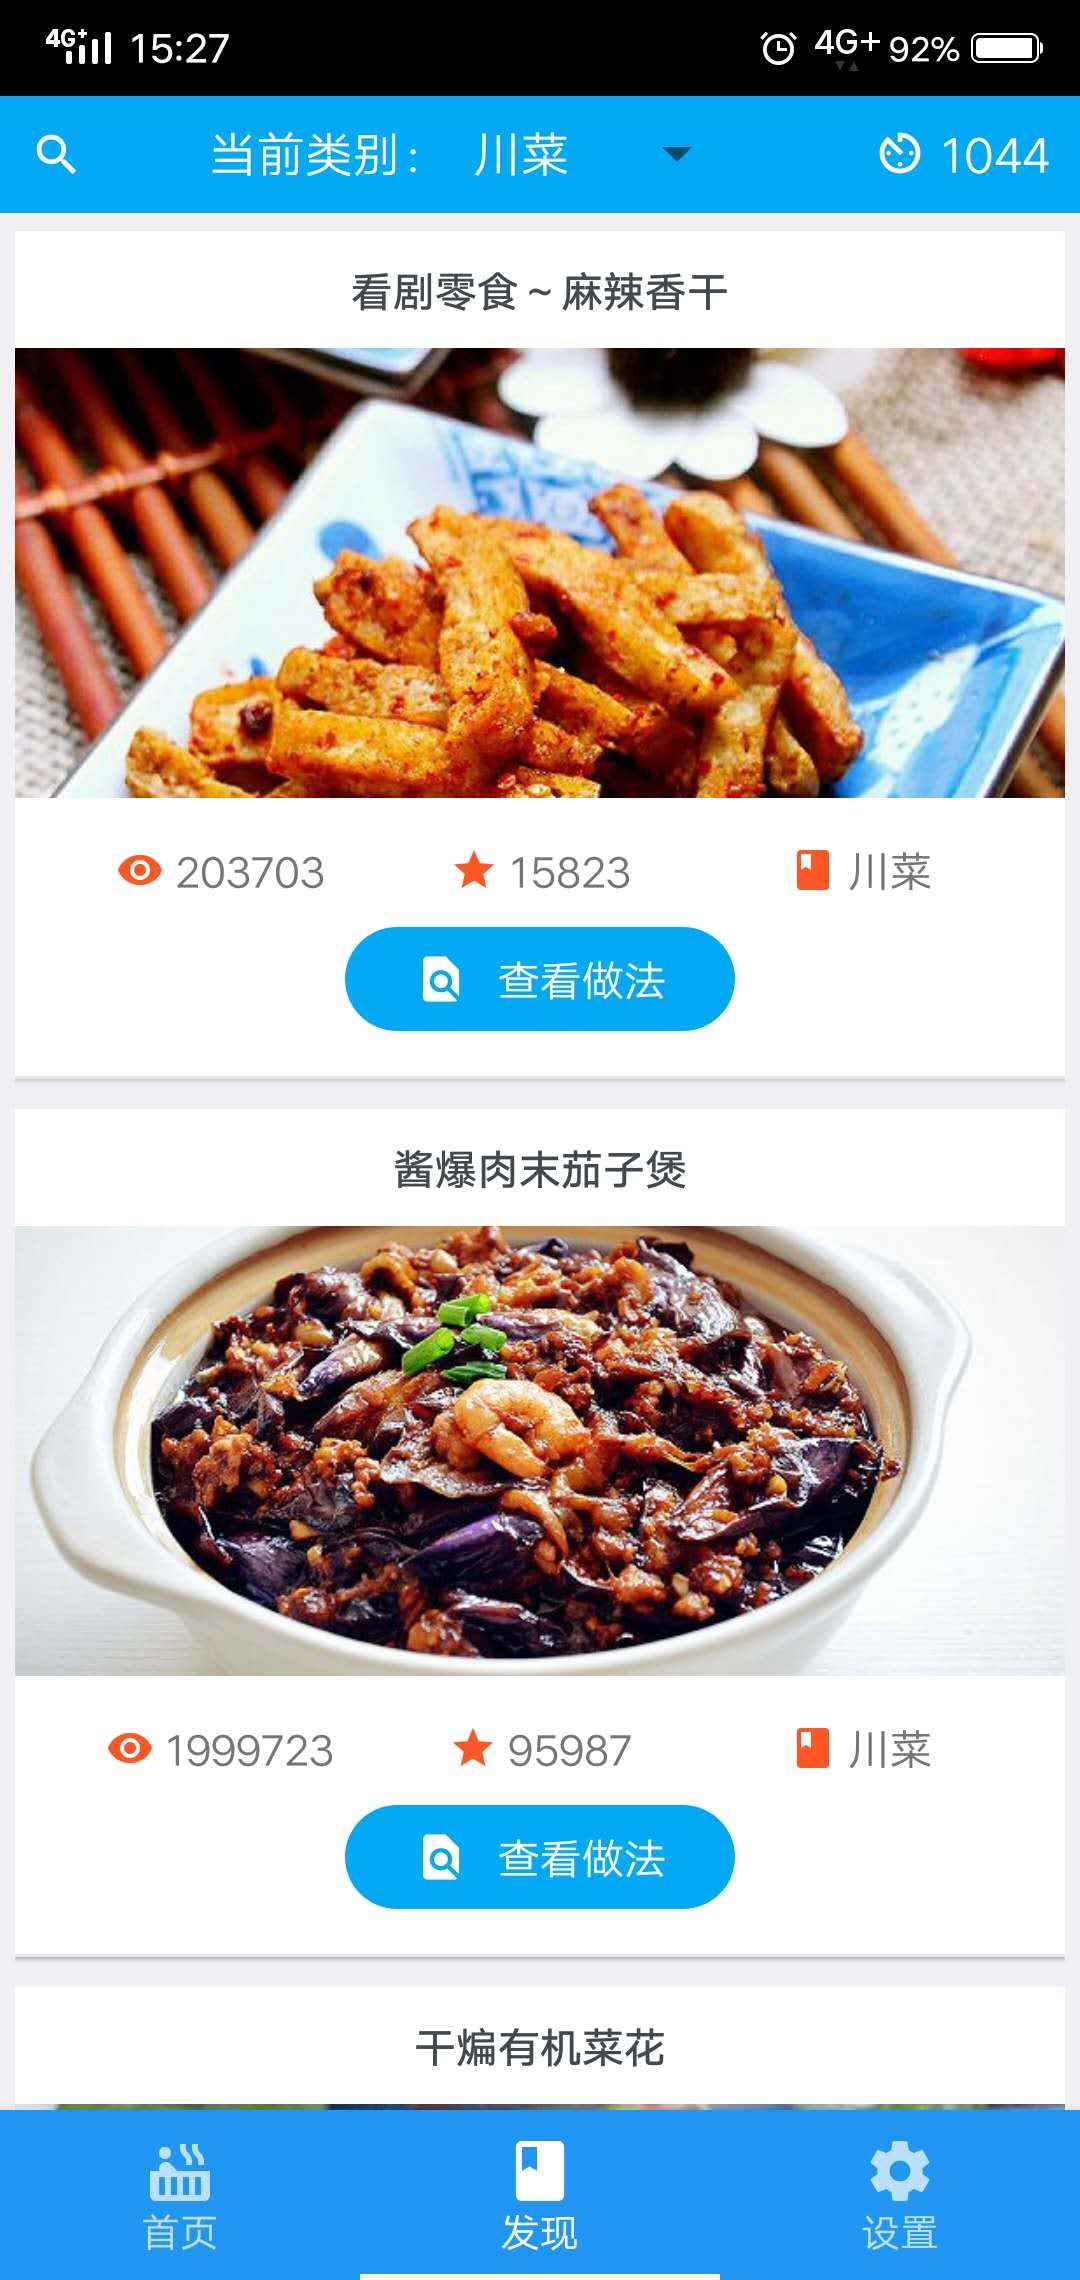 4G+ 15:27 4G+ 92%
当前类别： 川菜 1044
看剧零食 ~ 麻辣香干
203703 15823 川菜
查看做法
酱爆肉末茄子煲
1999723 95987 川菜
查看做法
干煸有机菜花
首页 发现 设置